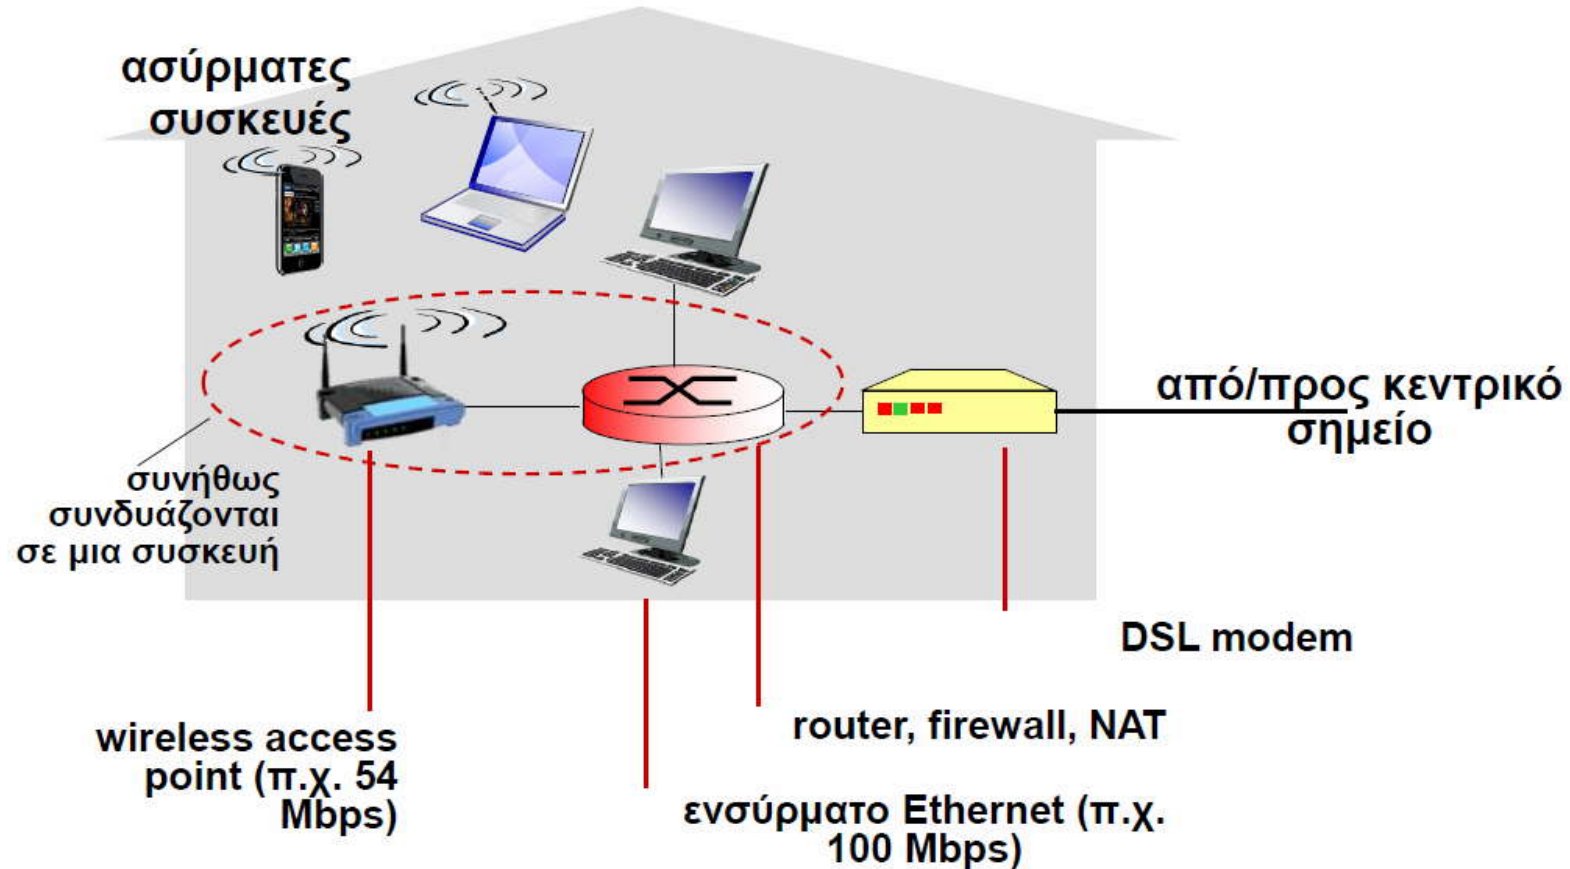 ασύρματες
συσκευές
από/προς κεντρικό
σημείο
συνήθως
συνδυάζονται
σε μια συσκευή
DSL modem
router, firewall, NAT
wireless access
point (π.χ. 54
Mbps)
ενσύρματο Ethernet (π.χ.
100 Mbps)